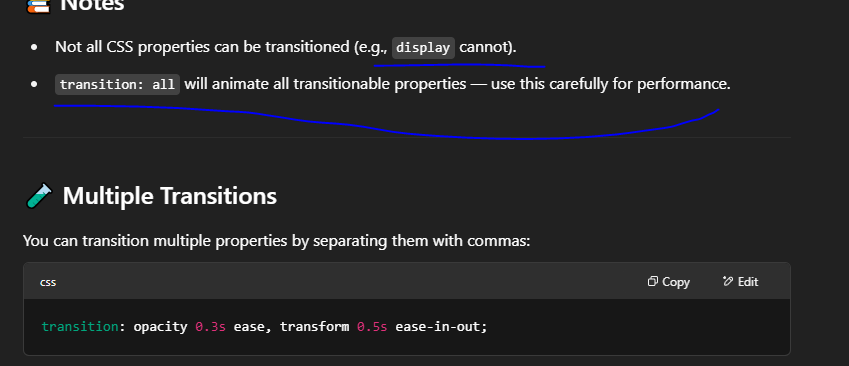 Notes
Not all CSS properties can be transitioned (e.g., display cannot).
transition: all will animate all transitionable properties — use this carefully for performance.
Multiple Transitions
You can transition multiple properties by separating them with commas:
css
Copy
Edit
transition: opacity 0.3s ease, transform 0.5s ease-in-out;